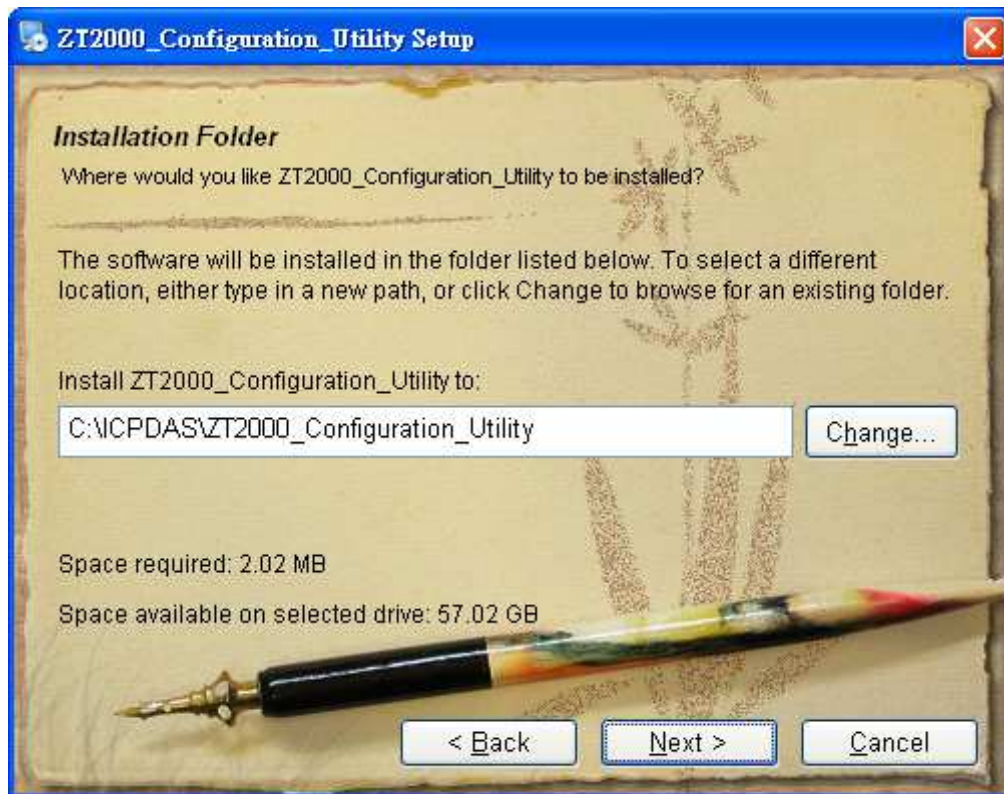 ZT2000_Configuration_Utility Setup
Installation Folder
Where would you like ZT2000_Configuration_Utility to be installed?
The software will be installed in the folder listed below. To select a different
location, either type in a new path, or click Change to browse for an existing folder.
Install ZT2000_Configuration_Utility to:
C:\ICPDAS\ZT2000_Configuration_Utility
Change...
Space required: 2.02 MB
Space available on selected drive: 57.02 GB
< Back
Next >
Cancel